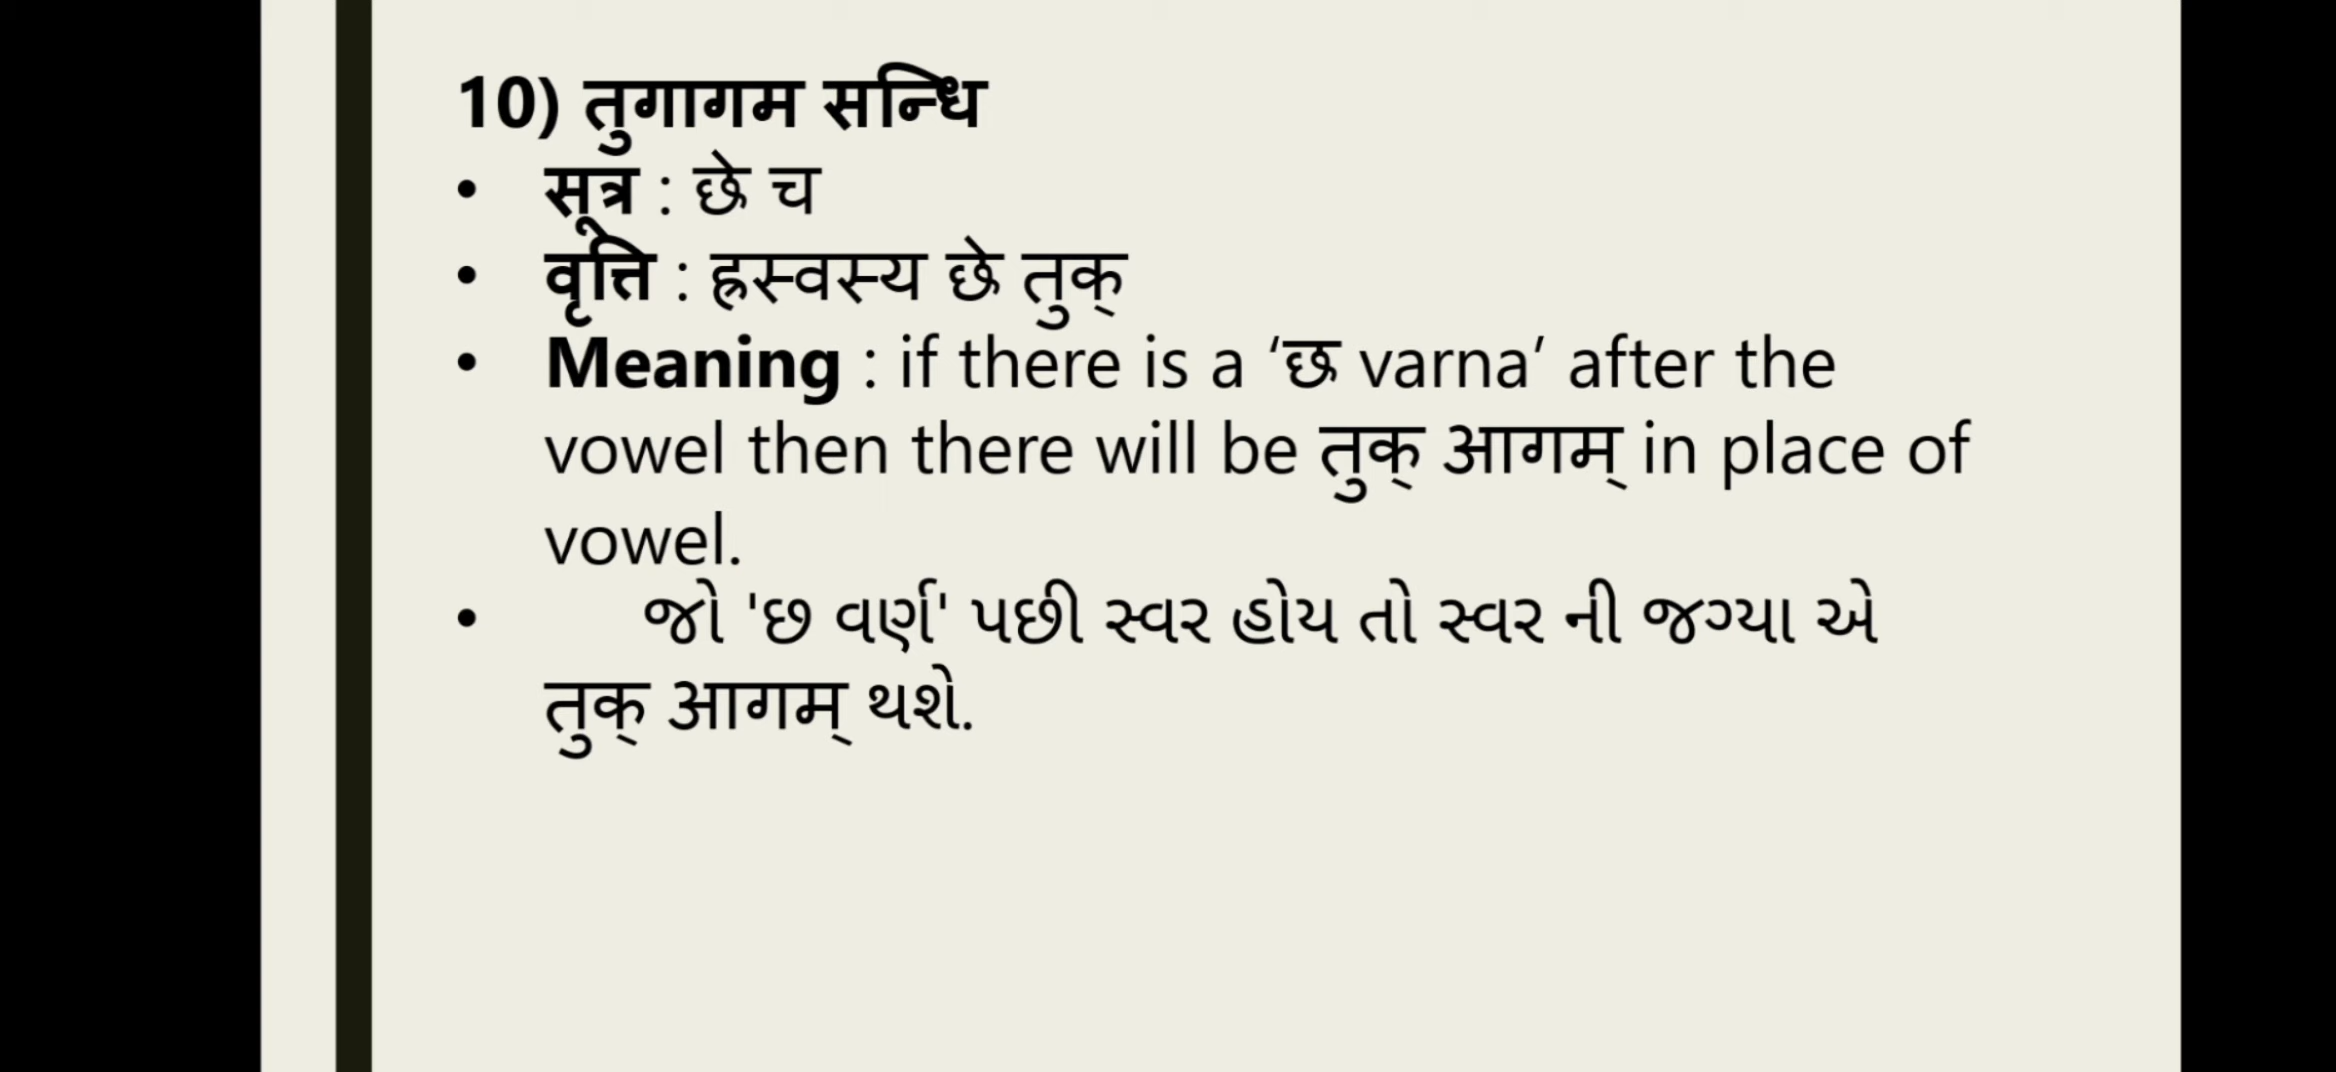 10) तुगागम सन्धि
• सूत्र : छे च
• वृत्ति : ह्रस्वस्य छे तुक्
• Meaning : if there is a ‘छ varna’ after the
vowel then there will be तुक् आगम् in place of
vowel.
• જો 'છ વર્ણ' પછી સ્વર હોય તો સ્વર ની જગ્યા એ
तुक् आगम् થશે.